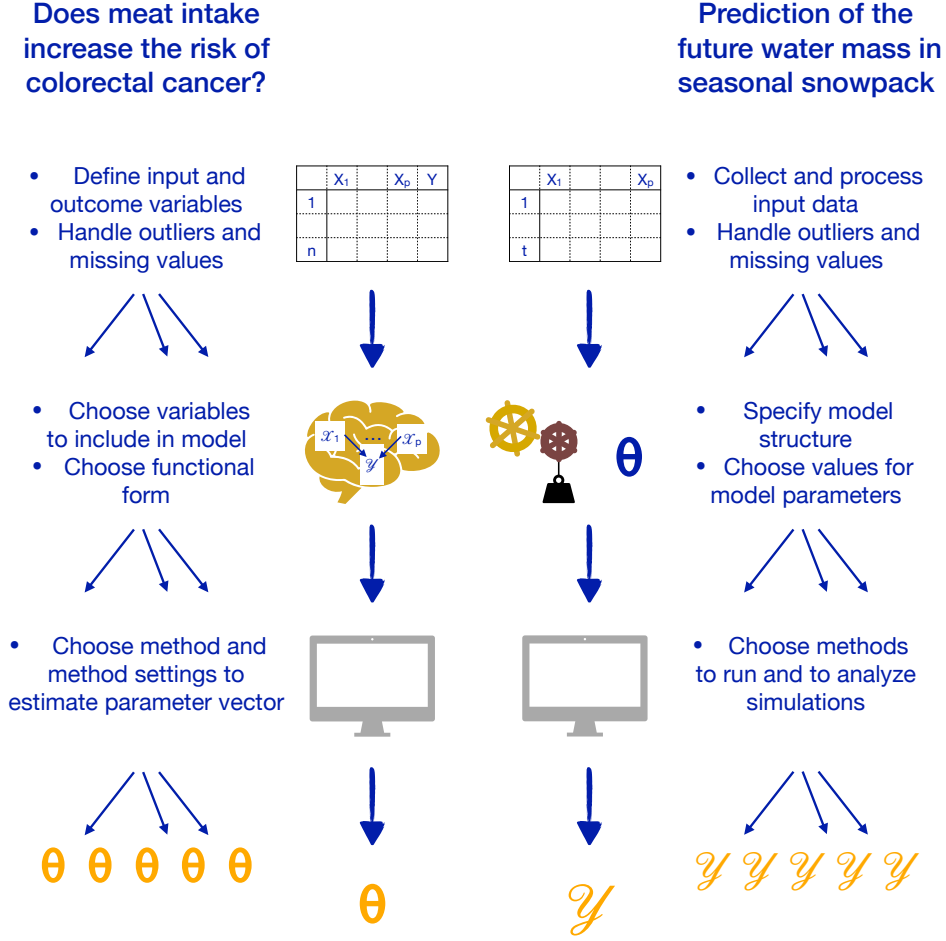 Does meat intake
increase the risk of
colorectal cancer?
Prediction of the
future water mass in
seasonal snowpack
• Define input and
outcome variables
• Handle outliers and
missing values
X₁ Xₚ Y
1
n
X₁ Xₚ
1
t
• Collect and process
input data
• Handle outliers and
missing values
• Choose variables
to include in model
• Choose functional
form
𝒳₁ ... 𝒳ₚ
𝒴
θ
• Specify model
structure
• Choose values for
model parameters
• Choose method and
method settings to
estimate parameter vector
• Choose methods
to run and to analyze
simulations
θ θ θ θ θ
θ
𝒴
𝒴 𝒴 𝒴 𝒴 𝒴